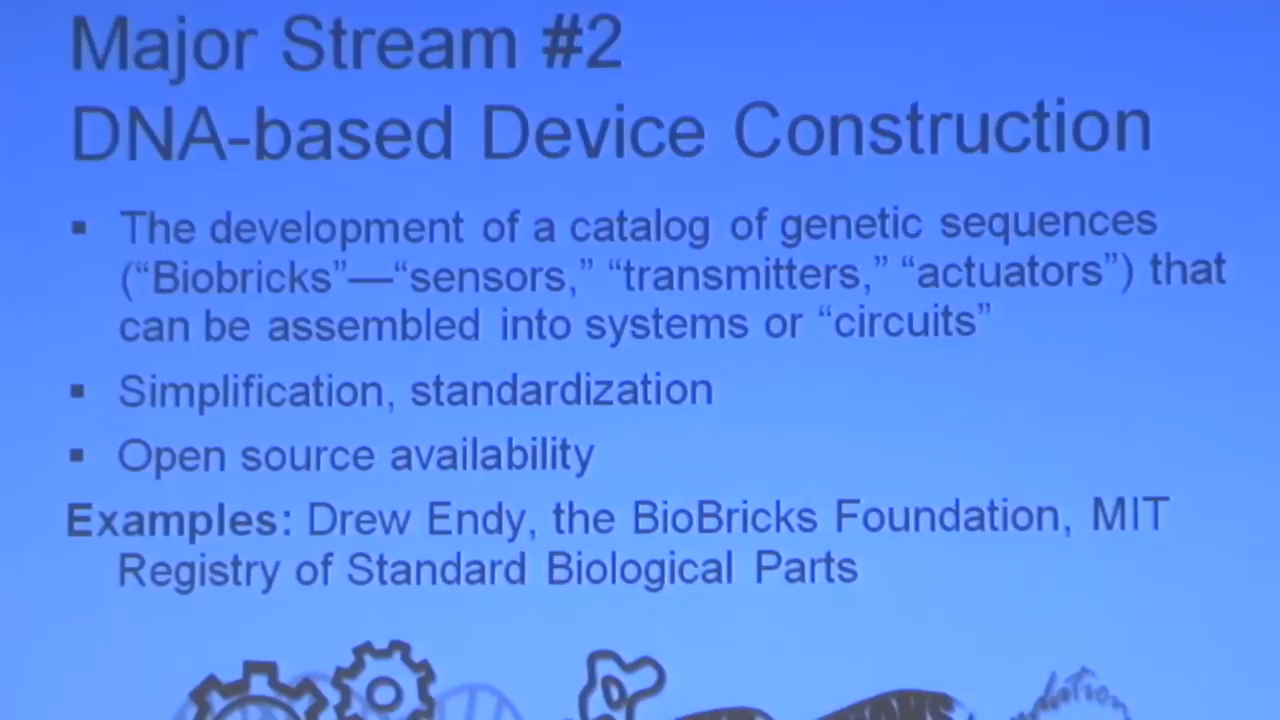 Major Stream #2
DNA-based Device Construction
▪ The development of a catalog of genetic sequences
(“Biobricks”—“sensors,” “transmitters,” “actuators”) that
can be assembled into systems or “circuits”
▪ Simplification, standardization
▪ Open source availability
Examples: Drew Endy, the BioBricks Foundation, MIT
Registry of Standard Biological Parts